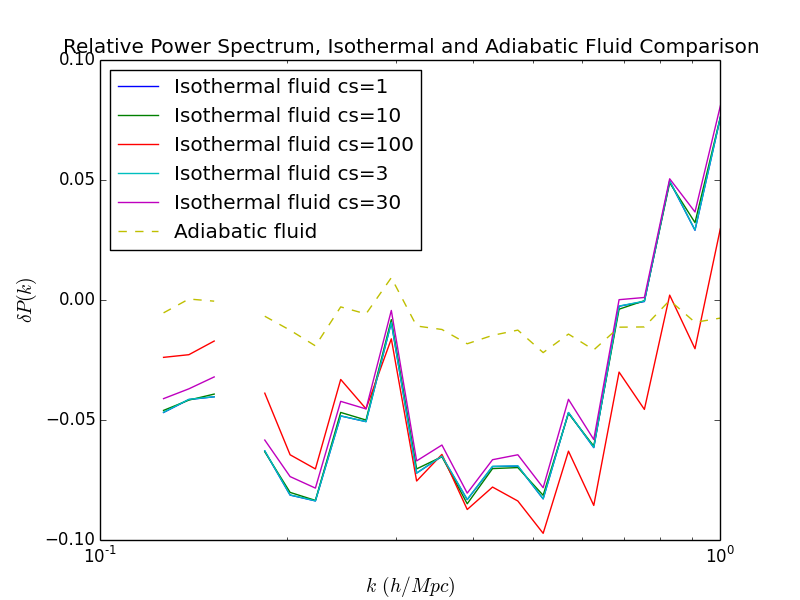 Relative Power Spectrum, Isothermal and Adiabatic Fluid Comparison
0.10
0.05
0.00
−0.05
−0.10
δP(k)
Isothermal fluid cs=1
Isothermal fluid cs=10
Isothermal fluid cs=100
Isothermal fluid cs=3
Isothermal fluid cs=30
Adiabatic fluid
10⁻¹
10⁰
k (h/Mpc)